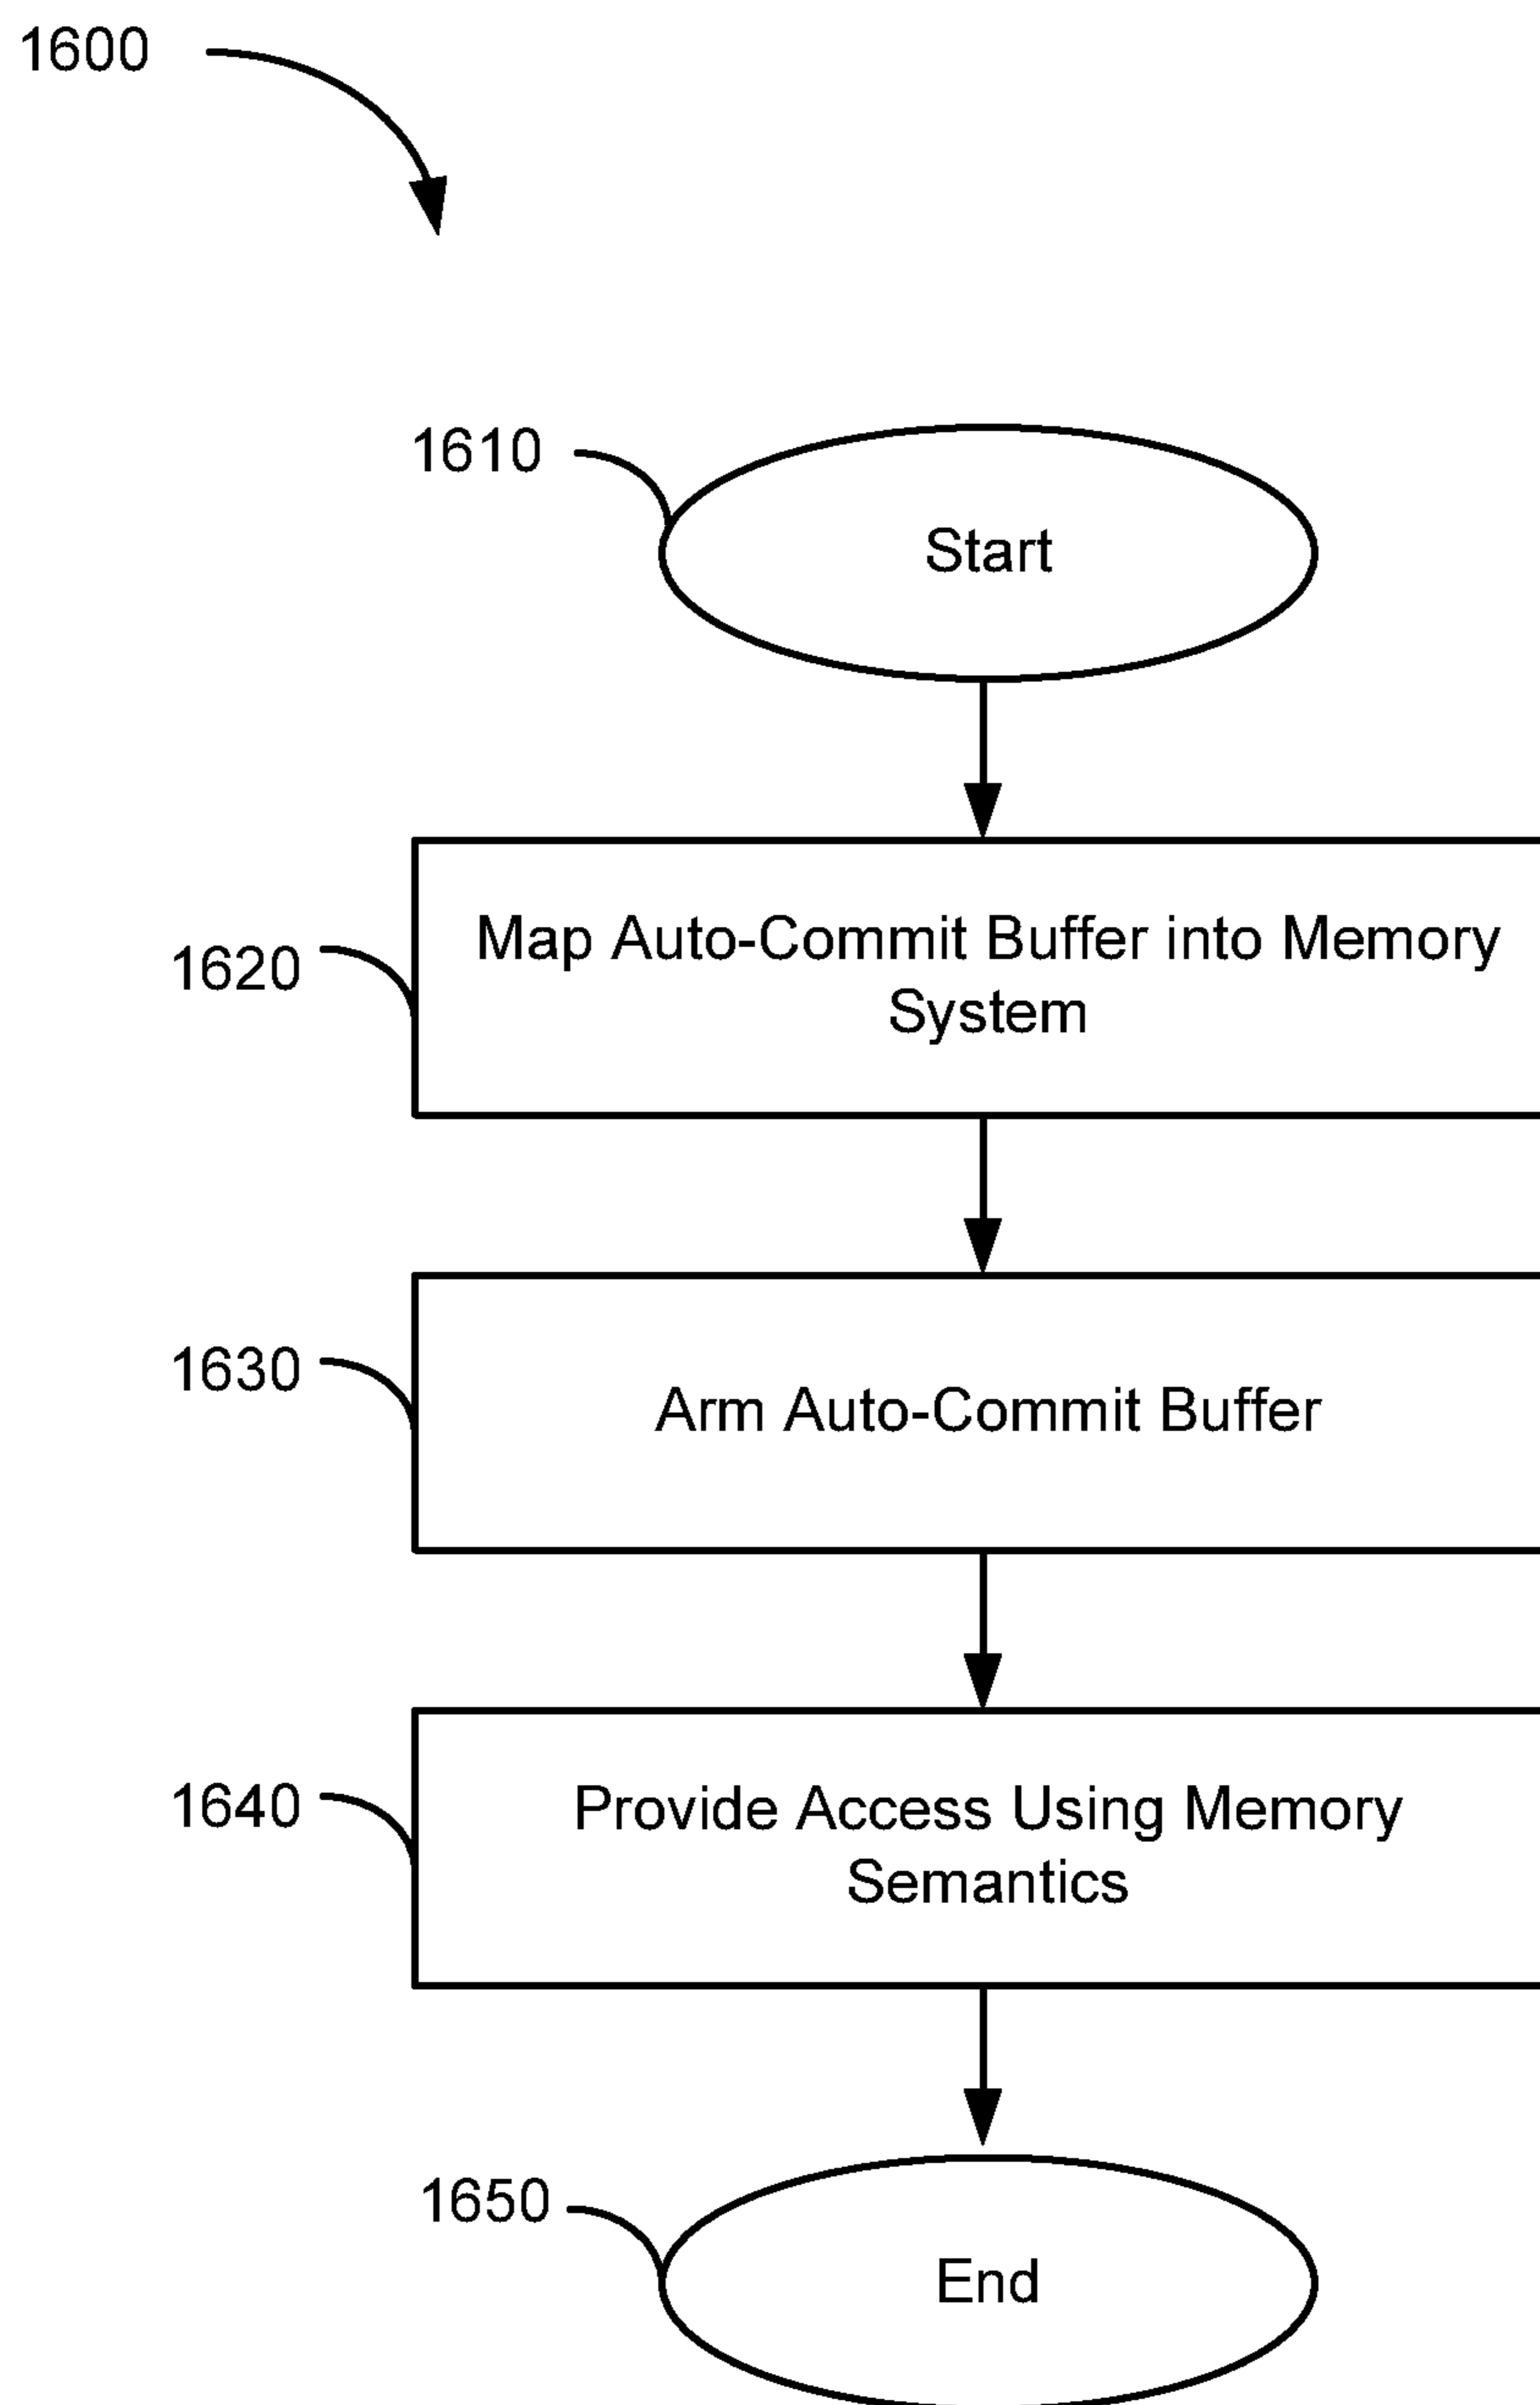 1600
1610
Start
1620
Map Auto-Commit Buffer into Memory
System
1630
Arm Auto-Commit Buffer
1640
Provide Access Using Memory
Semantics
1650
End